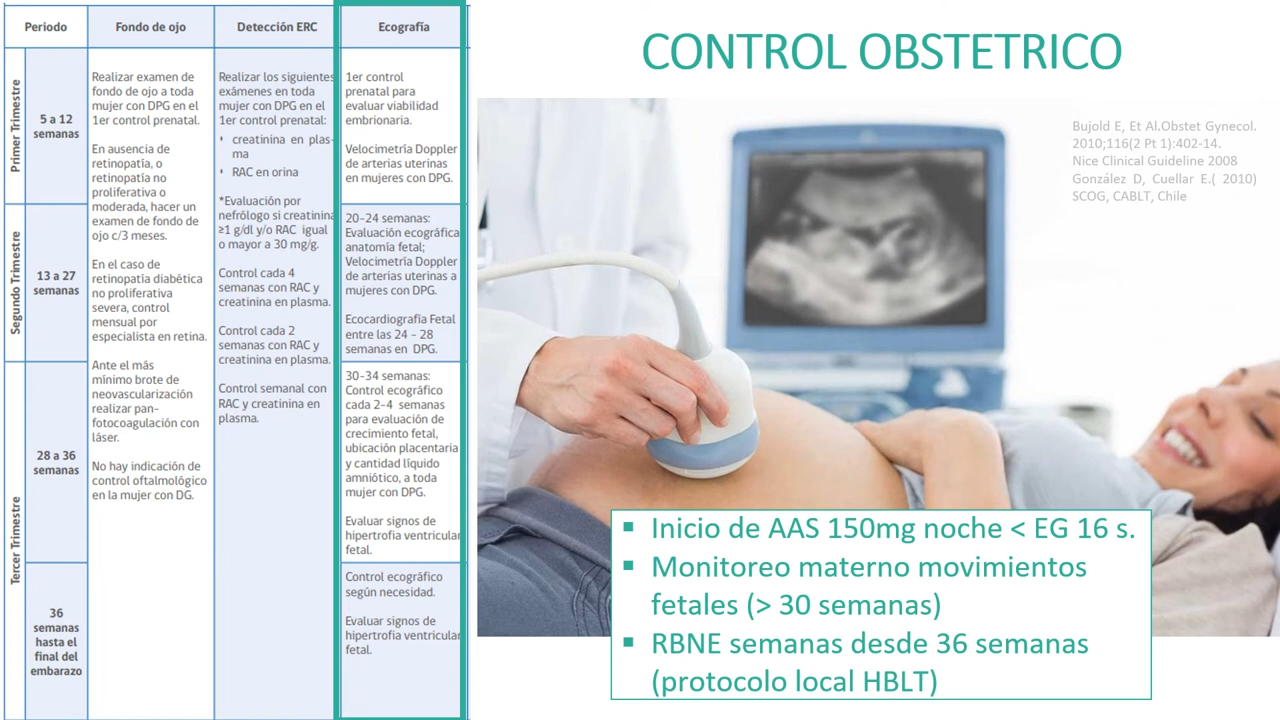 Periodo
Fondo de ojo
Detección ERC
Ecografía
Primer Trimestre
5 a 12
semanas
Segundo Trimestre
13 a 27
semanas
Tercer Trimestre
28 a 36
semanas
36
semanas
hasta el
final del
embarazo
Realizar examen de
fondo de ojo a toda
mujer con DPG en el
1er control prenatal.
En ausencia de
retinopatía, o
retinopatía no
proliferativa o
moderada, hacer un
examen de fondo de
ojo c/3 meses.
En el caso de
retinopatía diabética
no proliferativa
severa, control
mensual por
especialista en retina.
Ante el más
mínimo brote de
neovascularización
realizar pan-
fotocoagulación con
láser.
No hay indicación de
control oftalmológico
en la mujer con DG.
Realizar los siguientes
exámenes en toda
mujer con DPG en el
1er control prenatal:
• creatinina en plas-
ma
• RAC en orina
*Evaluación por
nefrólogo si creatinina
≥1 g/dl y/o RAC igual
o mayor a 30 mg/g.
Control cada 4
semanas con RAC y
creatinina en plasma.
Control cada 2
semanas con RAC y
creatinina en plasma.
Control semanal con
RAC y creatinina en
plasma.
1er control
prenatal para
evaluar viabilidad
embrionaria.
Velocimetría Doppler
de arterias uterinas
en mujeres con DPG.
20-24 semanas:
Evaluación ecográfica
anatomía fetal;
Velocimetría Doppler
de arterias uterinas a
mujeres con DPG.
Ecocardiografía Fetal
entre las 24 - 28
semanas en DPG.
30-34 semanas:
Control ecográfico
cada 2-4 semanas
para evaluación de
crecimiento fetal,
ubicación placentaria
y cantidad líquido
amniótico, a toda
mujer con DPG.
Evaluar signos de
hipertrofia ventricular
fetal.
Control ecográfico
según necesidad.
Evaluar signos de
hipertrofia ventricular
fetal.
CONTROL OBSTETRICO
Bujold E, Et Al.Obstet Gynecol.
2010;116(2 Pt 1):402-14.
Nice Clinical Guideline 2008
González D, Cuellar E.( 2010)
SCOG, CABLT, Chile
▪ Inicio de AAS 150mg noche < EG 16 s.
▪ Monitoreo materno movimientos
fetales (> 30 semanas)
▪ RBNE semanas desde 36 semanas
(protocolo local HBLT)